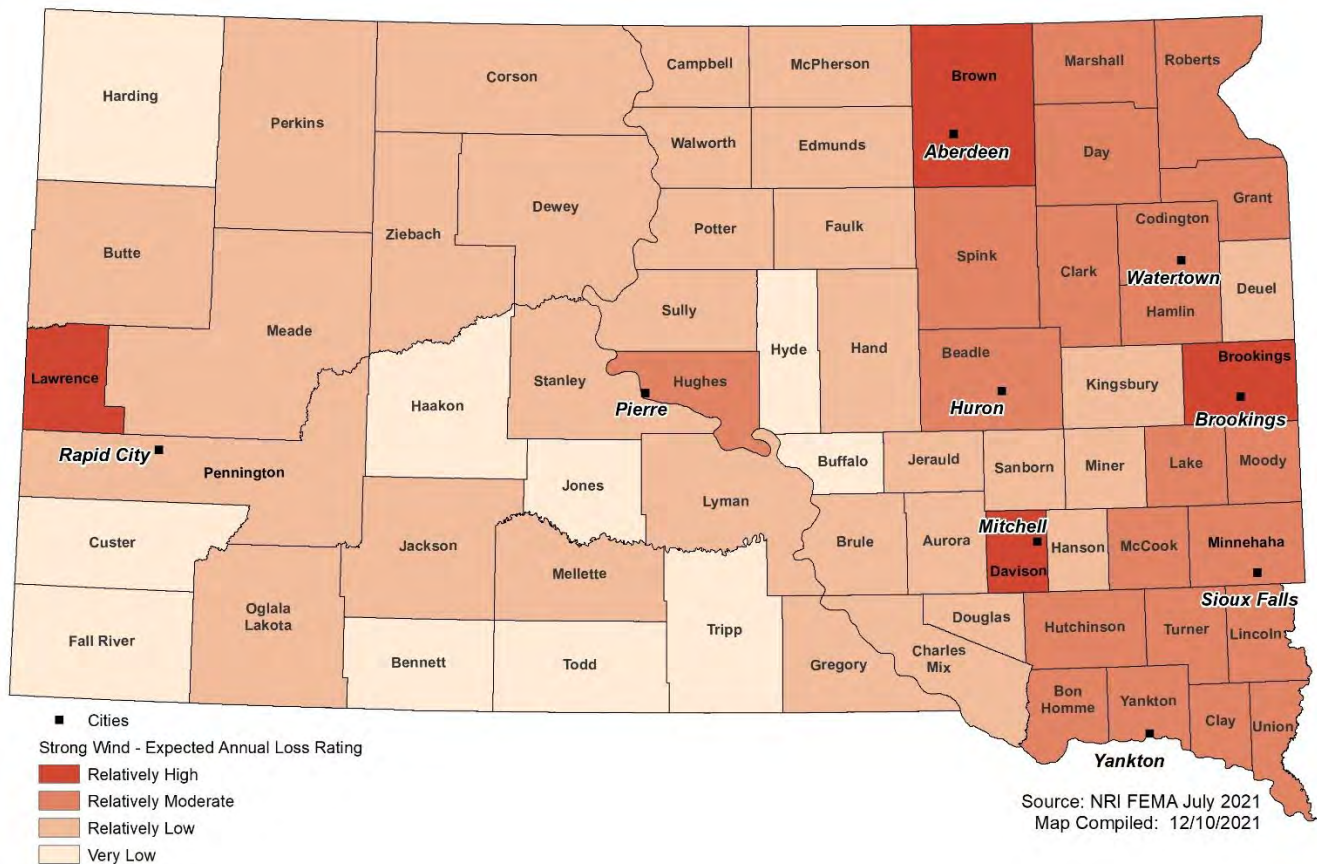 Harding
Perkins
Corson
Campbell
McPherson
Brown
Marshall
Roberts
Aberdeen
Walworth
Edmunds
Day
Grant
Butte
Ziebach
Dewey
Potter
Faulk
Spink
Clark
Codington
Watertown
Hamlin
Deuel
Meade
Sully
Hyde
Hand
Lawrence
Haakon
Stanley
Hughes
Pierre
Beadle
Huron
Kingsbury
Brookings
Brookings
Rapid City
Pennington
Jones
Lyman
Buffalo
Jerauld
Sanborn
Miner
Lake
Moody
Custer
Jackson
Mellette
Brule
Aurora
Mitchell
Davison
Hanson
McCook
Minnehaha
Sioux Falls
Fall River
Oglala
Lakota
Bennett
Todd
Tripp
Gregory
Douglas
Charles
Mix
Hutchinson
Turner
Lincoln
Bon
Homme
Yankton
Clay
Union
Yankton
Cities
Strong Wind - Expected Annual Loss Rating
Relatively High
Relatively Moderate
Relatively Low
Very Low
Source: NRI FEMA July 2021
Map Compiled: 12/10/2021